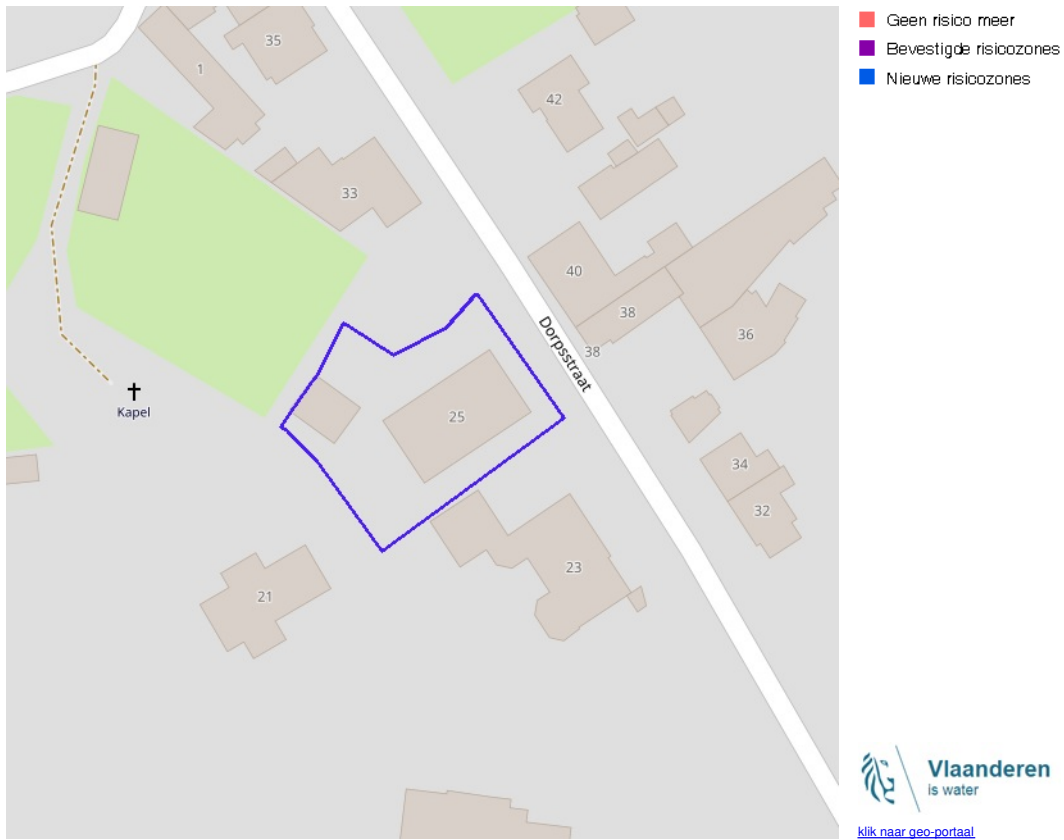 35
1
42
33
40
38
36
38
Dorpsstraat
25
Kapel
34
32
23
21
Geen risico meer
Bevestigde risicozones
Nieuwe risicozones
Vlaanderen
is water
klik naar geo-portaal